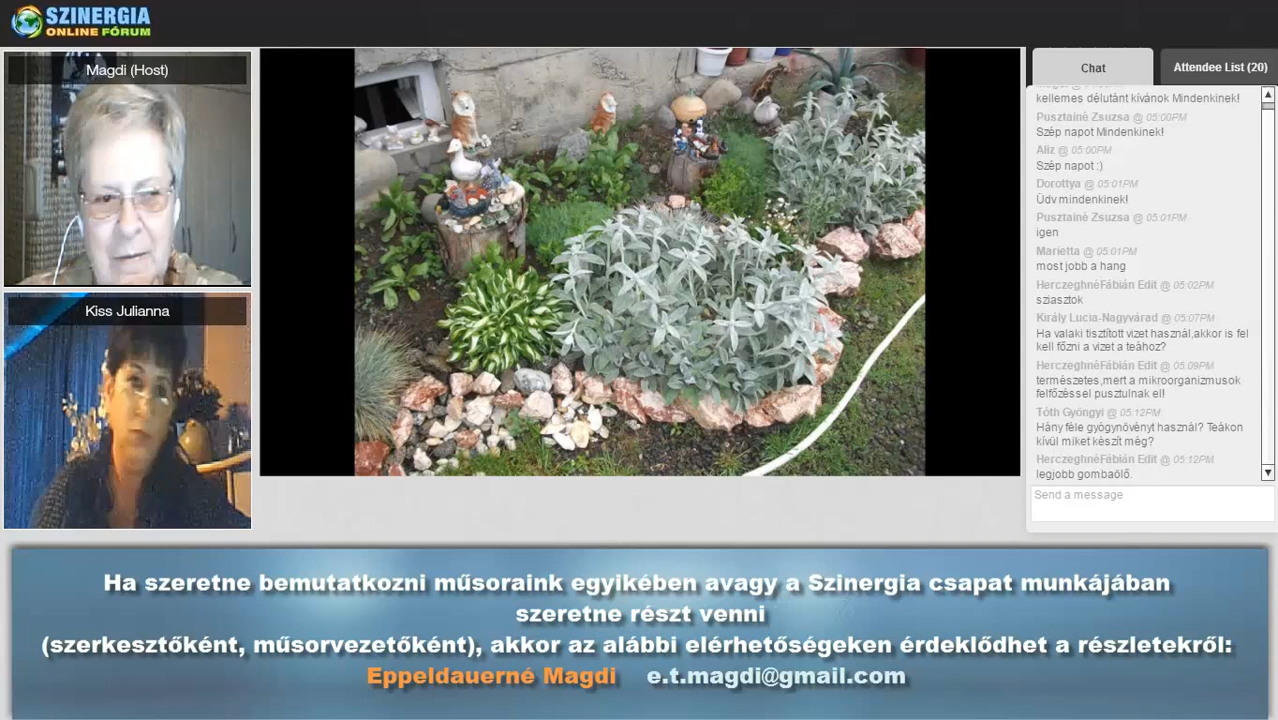 SZINERGIA
ONLINE FÓRUM
Magdi (Host)
Kiss Julianna
Chat
Attendee List (20)
kellemes délutánt kívánok Mindenkinek!
Pusztainé Zsuzsa @ 05:00PM
Szép napot Mindenkinek!
Aliz @ 05:00PM
Szép napot :)
Dorottya @ 05:01PM
Üdv mindenkinek!
Pusztainé Zsuzsa @ 05:01PM
igen
Marietta @ 05:01PM
most jobb a hang
HerczeghnéFábián Edit @ 05:02PM
sziasztok
Király Lucia-Nagyvárad @ 05:07PM
Ha valaki tisztított vizet használ,akkor is fel
kell főzni a vizet a teához?
HerczeghnéFábián Edit @ 05:09PM
természetes,mert a mikroorganizmusok
felfőzéssel pusztulnak el!
Tóth Gyöngyi @ 05:12PM
Hány féle gyógynövényt használ? Teákon
kívül miket készít még?
HerczeghnéFábián Edit @ 05:12PM
legjobb gombaölő.
Send a message
Ha szeretne bemutatkozni műsoraink egyikében avagy a Szinergia csapat munkájában
szeretne részt venni
(szerkesztőként, műsorvezetőként), akkor az alábbi elérhetőségeken érdeklődhet a részletekről:
Eppeldauerné Magdi e.t.magdi@gmail.com